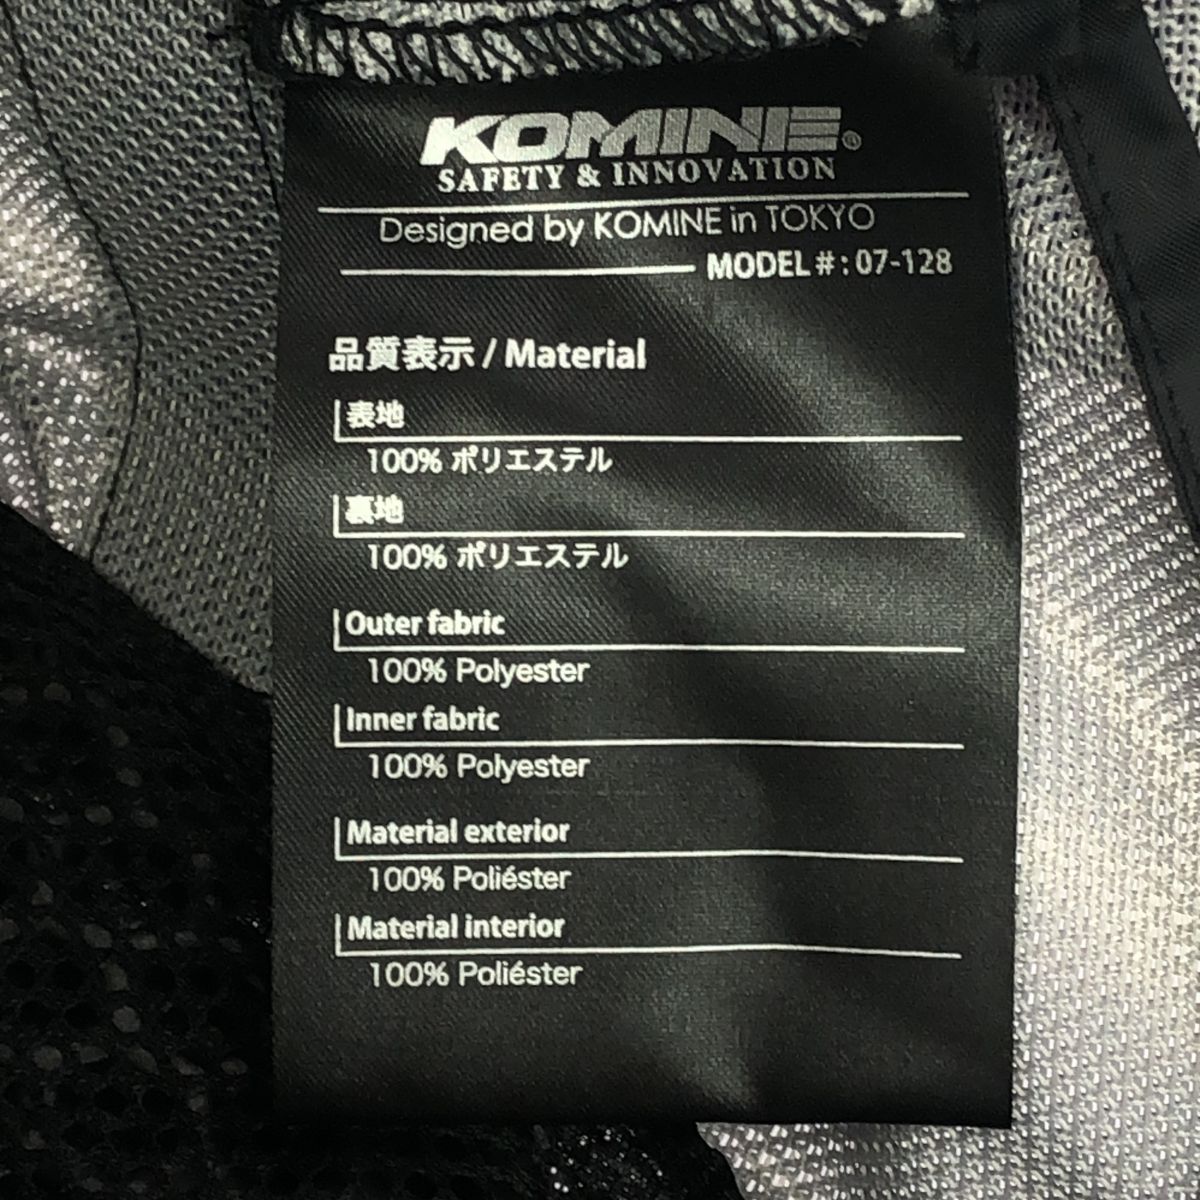 KOMINE®
SAFETY & INNOVATION
Designed by KOMINE in TOKYO
MODEL#: 07-128
品質表示 / Material
表地
100% ポリエステル
裏地
100% ポリエステル
Outer fabric
100% Polyester
Inner fabric
100% Polyester
Material exterior
100% Poliéster
Material interior
100% Poliéster